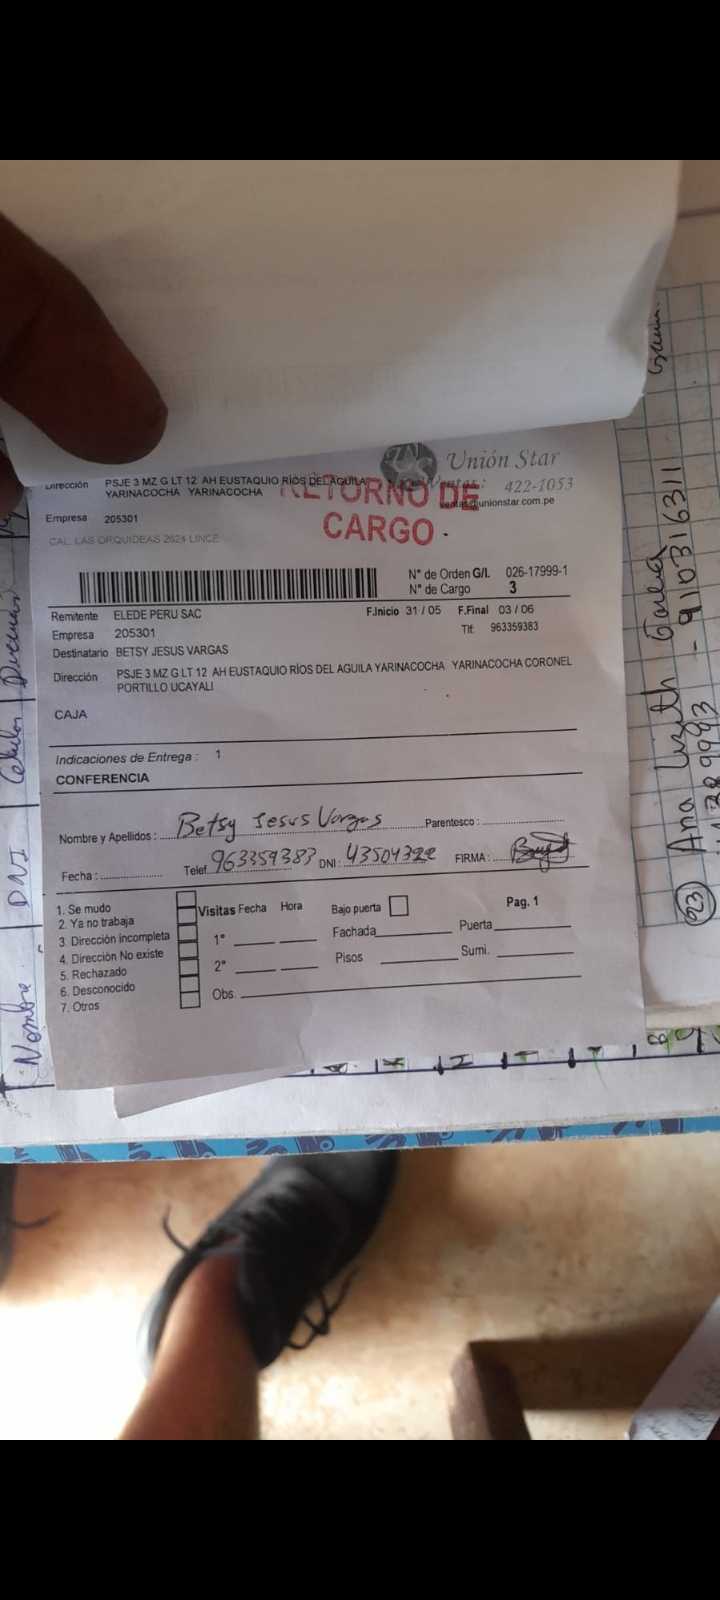 Unión Star
Ventas: 422-1053
ventas@unionstar.com.pe
RETORNO DE
CARGO
Dirección PSJE 3 MZ G LT 12 AH EUSTAQUIO RÍOS DEL AGUILA
YARINACOCHA YARINACOCHA
Empresa 205301
CAL. LAS ORQUIDEAS 2624 LINCE
N° de Orden G/I. 026-17999-1
N° de Cargo 3
Remitente ELEDE PERU SAC F.Inicio 31 / 05 F.Final 03 / 06
Empresa 205301 Tlf: 963359383
Destinatario BETSY JESUS VARGAS
Dirección PSJE 3 MZ G LT 12 AH EUSTAQUIO RÍOS DEL AGUILA YARINACOCHA YARINACOCHA CORONEL
PORTILLO UCAYALI
CAJA
Indicaciones de Entrega : 1
CONFERENCIA
Nombre y Apellidos : Betsy Jesus Vargas Parentesco :
Fecha : Telef. 963359383 DNI: 43504322 FIRMA :
1. Se mudo
2. Ya no trabaja
3. Dirección incompleta
4. Dirección No existe
5. Rechazado
6. Desconocido
7. Otros
Visitas Fecha Hora Bajo puerta Pag. 1
1° Fachada Puerta
2° Pisos Sumi.
Obs.
Nombre DNI Celular
23 Ana Lizith
- 910316311